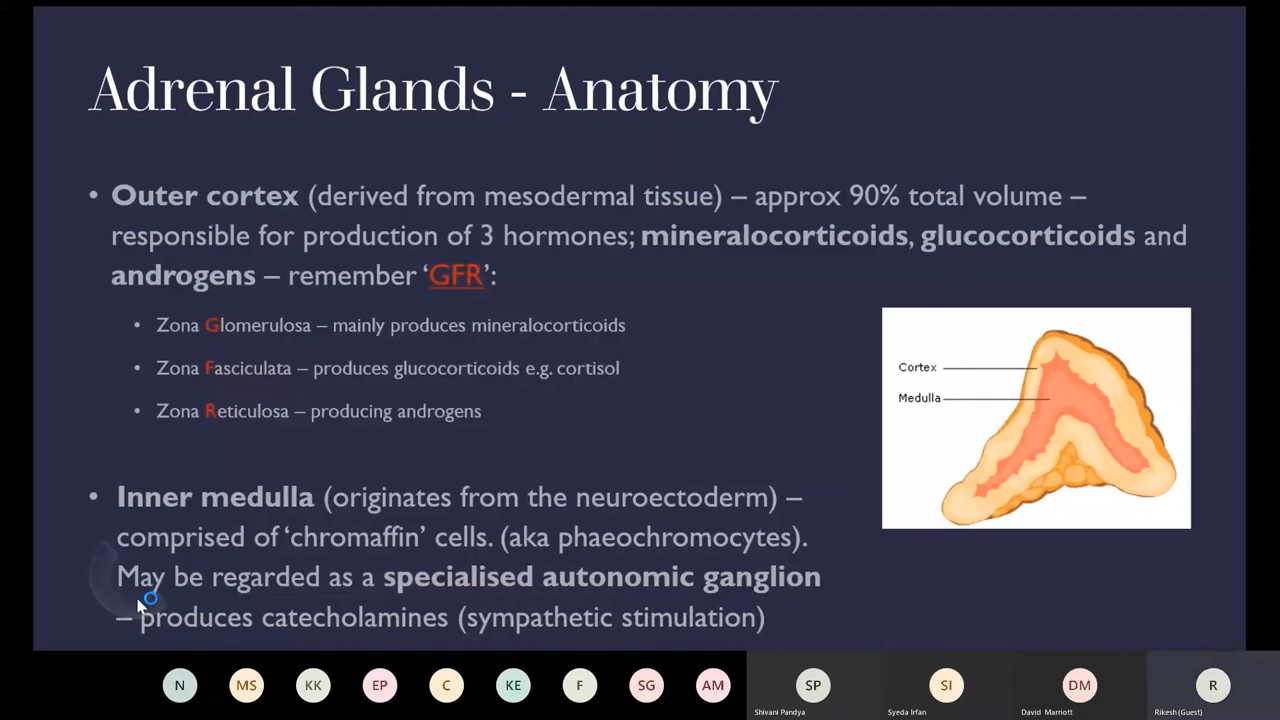 Adrenal Glands - Anatomy
• Outer cortex (derived from mesodermal tissue) – approx 90% total volume –
responsible for production of 3 hormones; mineralocorticoids, glucocorticoids and
androgens – remember ‘GFR’:
• Zona Glomerulosa – mainly produces mineralocorticoids
• Zona Fasciculata – produces glucocorticoids e.g. cortisol
• Zona Reticulosa – producing androgens
Cortex
Medulla
• Inner medulla (originates from the neuroectoderm) –
comprised of ‘chromaffin’ cells. (aka phaeochromocytes).
May be regarded as a specialised autonomic ganglion
– produces catecholamines (sympathetic stimulation)
N MS KK EP C KE F SG AM SP SI DM R
Shivani Pandya Syeda Irfan David Marriott Rikesh (Guest)